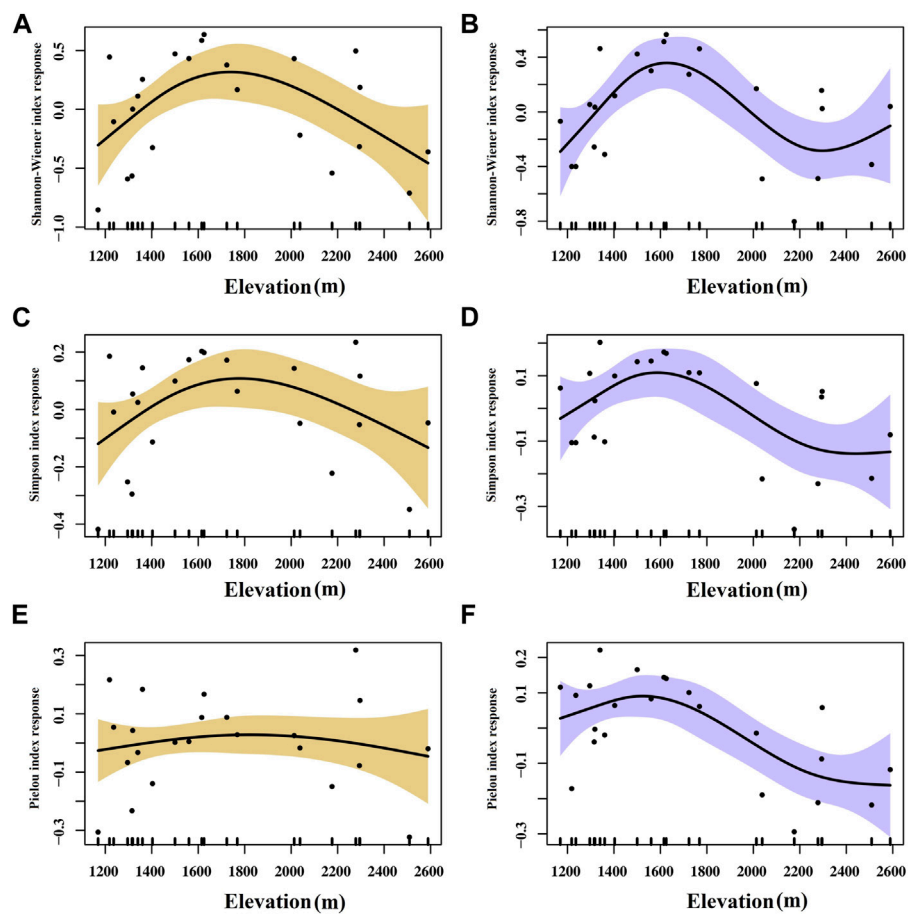 A
Shannon-Wiener index response
0.5
0.0
−0.5
−1.0
1200 1400 1600 1800 2000 2200 2400 2600
Elevation (m)
B
Shannon-Wiener index response
0.4
0.0
−0.4
−0.8
1200 1400 1600 1800 2000 2200 2400 2600
Elevation (m)
C
Simpson index response
0.2
0.0
−0.2
−0.4
1200 1400 1600 1800 2000 2200 2400 2600
Elevation (m)
D
Simpson index response
0.1
−0.1
−0.3
1200 1400 1600 1800 2000 2200 2400 2600
Elevation (m)
E
Pielou index response
0.3
0.1
−0.1
−0.3
1200 1400 1600 1800 2000 2200 2400 2600
Elevation (m)
F
Pielou index response
0.2
0.1
−0.1
−0.3
1200 1400 1600 1800 2000 2200 2400 2600
Elevation (m)